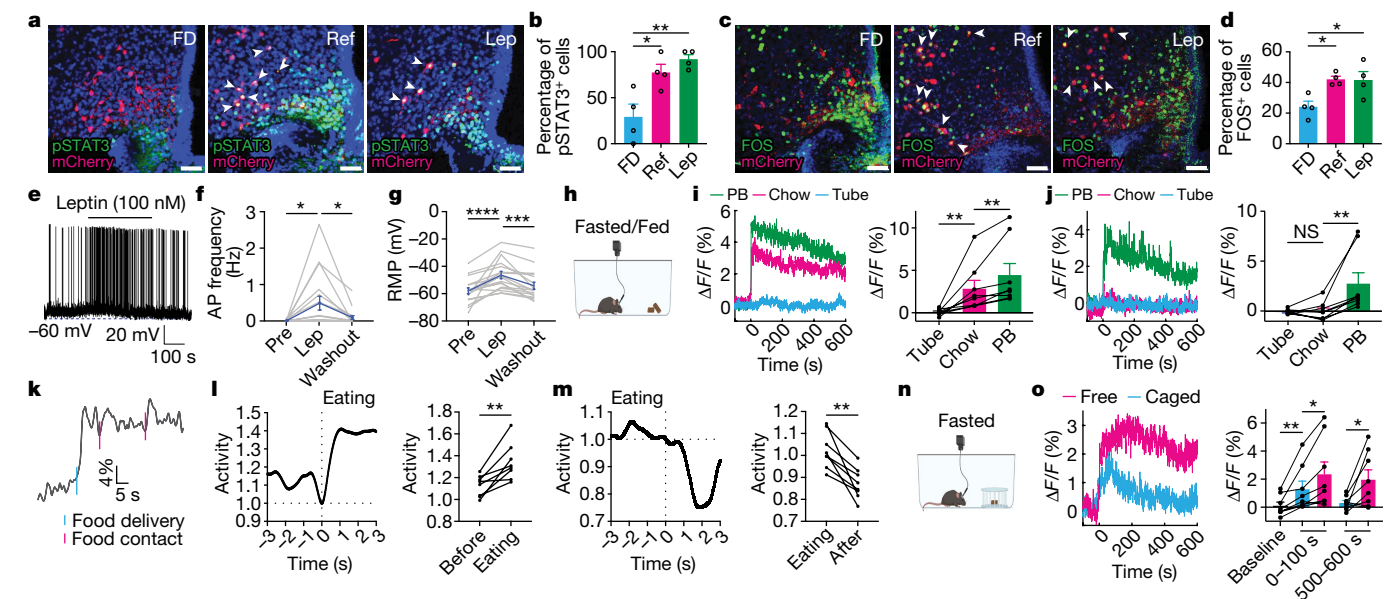 a
FD
pSTAT3
mCherry
Ref
pSTAT3
mCherry
Lep
pSTAT3
mCherry
b
Percentage of
pSTAT3+ cells
100
50
0
*
**
FD
Ref
Lep
c
FOS
mCherry
Ref
FOS
mCherry
Lep
FOS
mCherry
d
Percentage of
FOS+ cells
60
40
20
0
*
*
FD
Ref
Lep
e
Leptin (100 nM)
–60 mV
20 mV
100 s
f
AP frequency
(Hz)
3
2
1
0
*
*
Pre
Lep
Washout
g
RMP (mV)
0
–20
–40
–60
–80
****
***
Pre
Lep
Washout
h
Fasted/Fed
i
PB
Chow
Tube
ΔF/F (%)
6
4
2
0
0
200
400
600
Time (s)
ΔF/F (%)
10
5
0
**
**
Tube
Chow
PB
j
PB
Chow
Tube
ΔF/F (%)
4
2
0
0
200
400
600
Time (s)
ΔF/F (%)
10
5
0
NS
**
Tube
Chow
PB
k
4%
5 s
Food delivery
Food contact
l
Eating
Activity
1.5
1.4
1.3
1.2
1.1
1.0
0.9
–3
–2
–1
0
1
2
3
Time (s)
Activity
1.8
1.6
1.4
1.2
1.0
0.8
**
Before
Eating
m
Eating
Activity
1.1
1.0
0.9
0.8
0.7
–3
–2
–1
0
1
2
3
Time (s)
Activity
1.2
1.1
1.0
0.9
0.8
0.7
**
Eating
After
n
Fasted
o
Free
Caged
ΔF/F (%)
3
2
1
0
0
200
400
600
Time (s)
ΔF/F (%)
6
4
2
0
**
*
*
Baseline
0–100 s
500–600 s